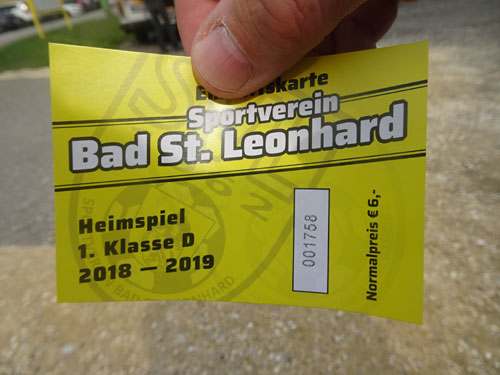 Sportverein
Bad St. Leonhard
Heimspiel
1. Klasse D
2018 — 2019
001758
Normalpreis € 6,-